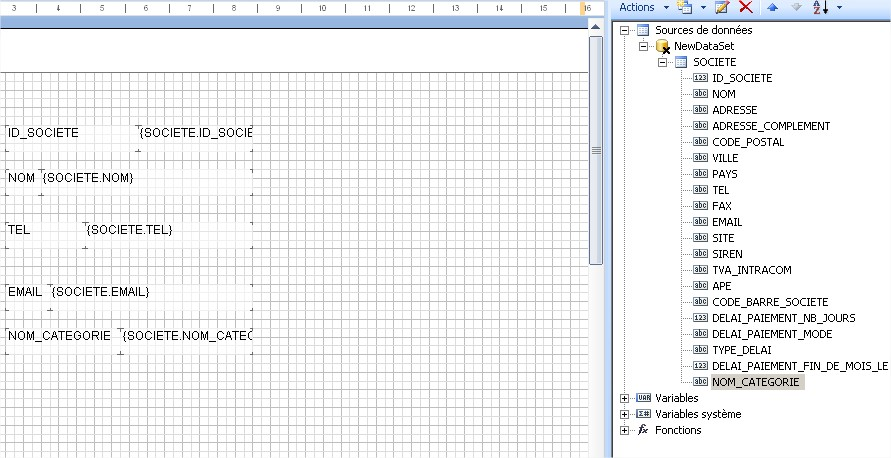 3 4 5 6 7 8 9 10 11 12 13 14 15 16
Actions
ID_SOCIETE {SOCIETE.ID_SOCIE
NOM {SOCIETE.NOM}
TEL {SOCIETE.TEL}
EMAIL {SOCIETE.EMAIL}
NOM_CATEGORIE {SOCIETE.NOM_CATEG
Sources de données
NewDataSet
SOCIETE
123 ID_SOCIETE
abc NOM
abc ADRESSE
abc ADRESSE_COMPLEMENT
abc CODE_POSTAL
abc VILLE
abc PAYS
abc TEL
abc FAX
abc EMAIL
abc SITE
abc SIREN
abc TVA_INTRACOM
abc APE
abc CODE_BARRE_SOCIETE
123 DELAI_PAIEMENT_NB_JOURS
abc DELAI_PAIEMENT_MODE
abc TYPE_DELAI
123 DELAI_PAIEMENT_FIN_DE_MOIS_LE
abc NOM_CATEGORIE
VAR Variables
Σ# Variables système
fx Fonctions